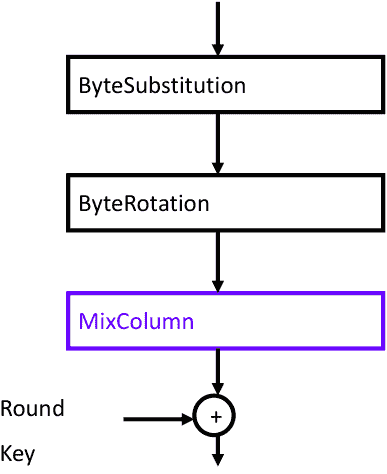 ByteSubstitution
ByteRotation
MixColumn
Round
+
Key